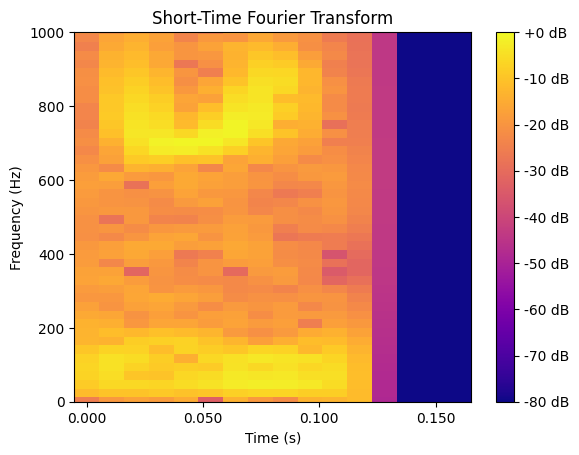 Short-Time Fourier Transform
1000
800
600
400
200
0
Frequency (Hz)
0.000
0.050
0.100
0.150
Time (s)
+0 dB
-10 dB
-20 dB
-30 dB
-40 dB
-50 dB
-60 dB
-70 dB
-80 dB